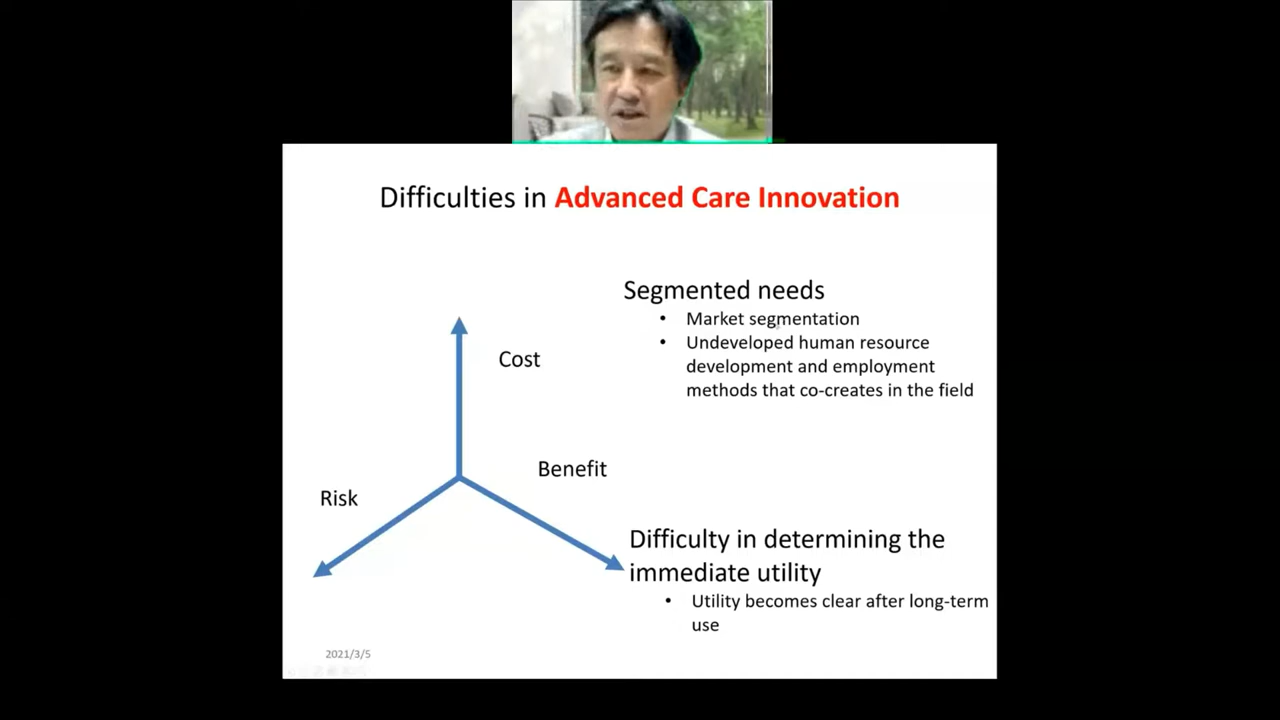 Difficulties in Advanced Care Innovation
Segmented needs
• Market segmentation
• Undeveloped human resource
development and employment
methods that co-creates in the field
Cost
Benefit
Risk
Difficulty in determining the
immediate utility
• Utility becomes clear after long-term
use
2021/3/5